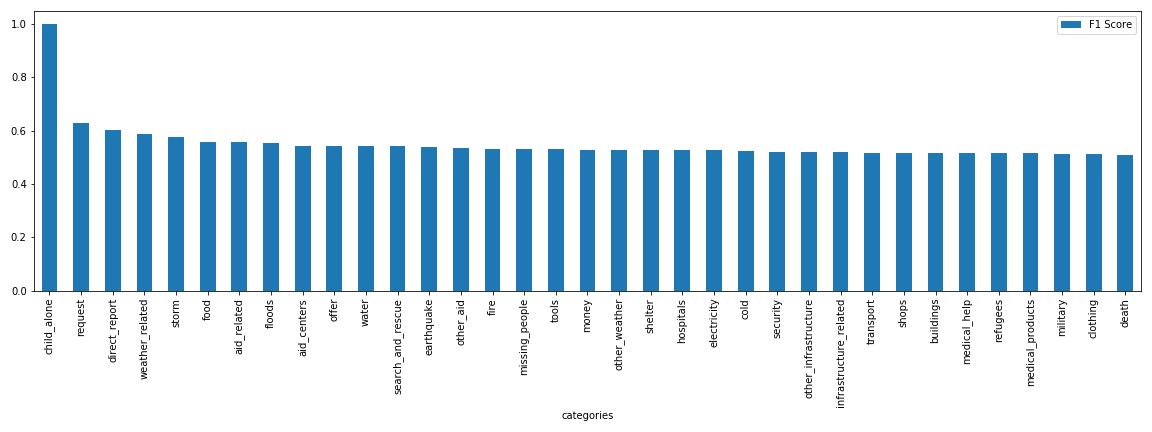 1.0
0.8
0.6
0.4
0.2
0.0
F1 Score
child_alone
request
direct_report
weather_related
storm
food
aid_related
floods
aid_centers
offer
water
search_and_rescue
earthquake
other_aid
fire
missing_people
tools
money
other_weather
shelter
hospitals
electricity
cold
security
other_infrastructure
infrastructure_related
transport
shops
buildings
medical_help
refugees
medical_products
military
clothing
death
categories